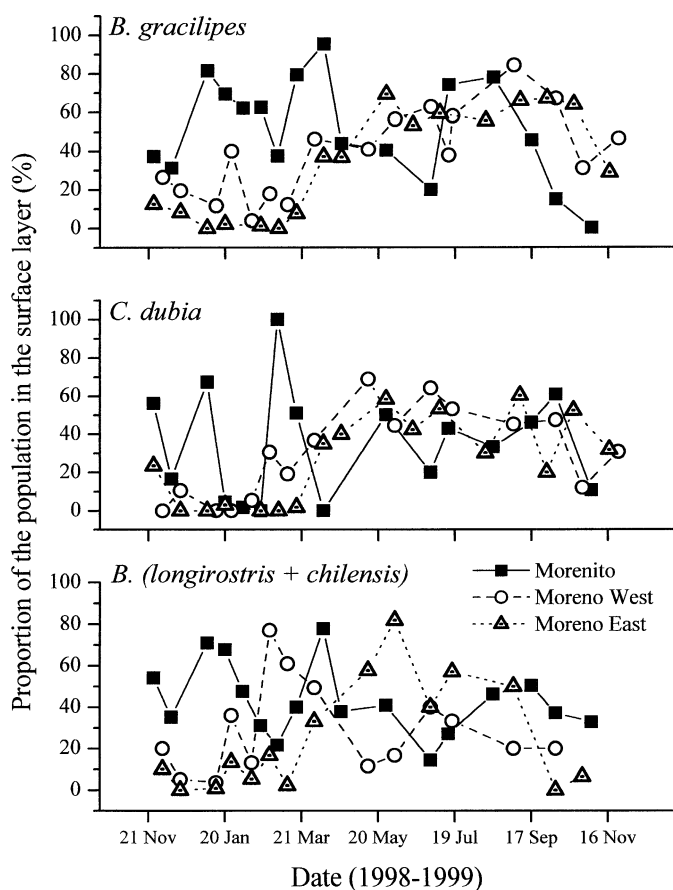 Proportion of the population in the surface layer (%)
B. gracilipes
100
80
60
40
20
0
C. dubia
100
80
60
40
20
0
B. (longirostris + chilensis)
100
80
60
40
20
0
Morenito
Moreno West
Moreno East
21 Nov 20 Jan 21 Mar 20 May 19 Jul 17 Sep 16 Nov
Date (1998-1999)